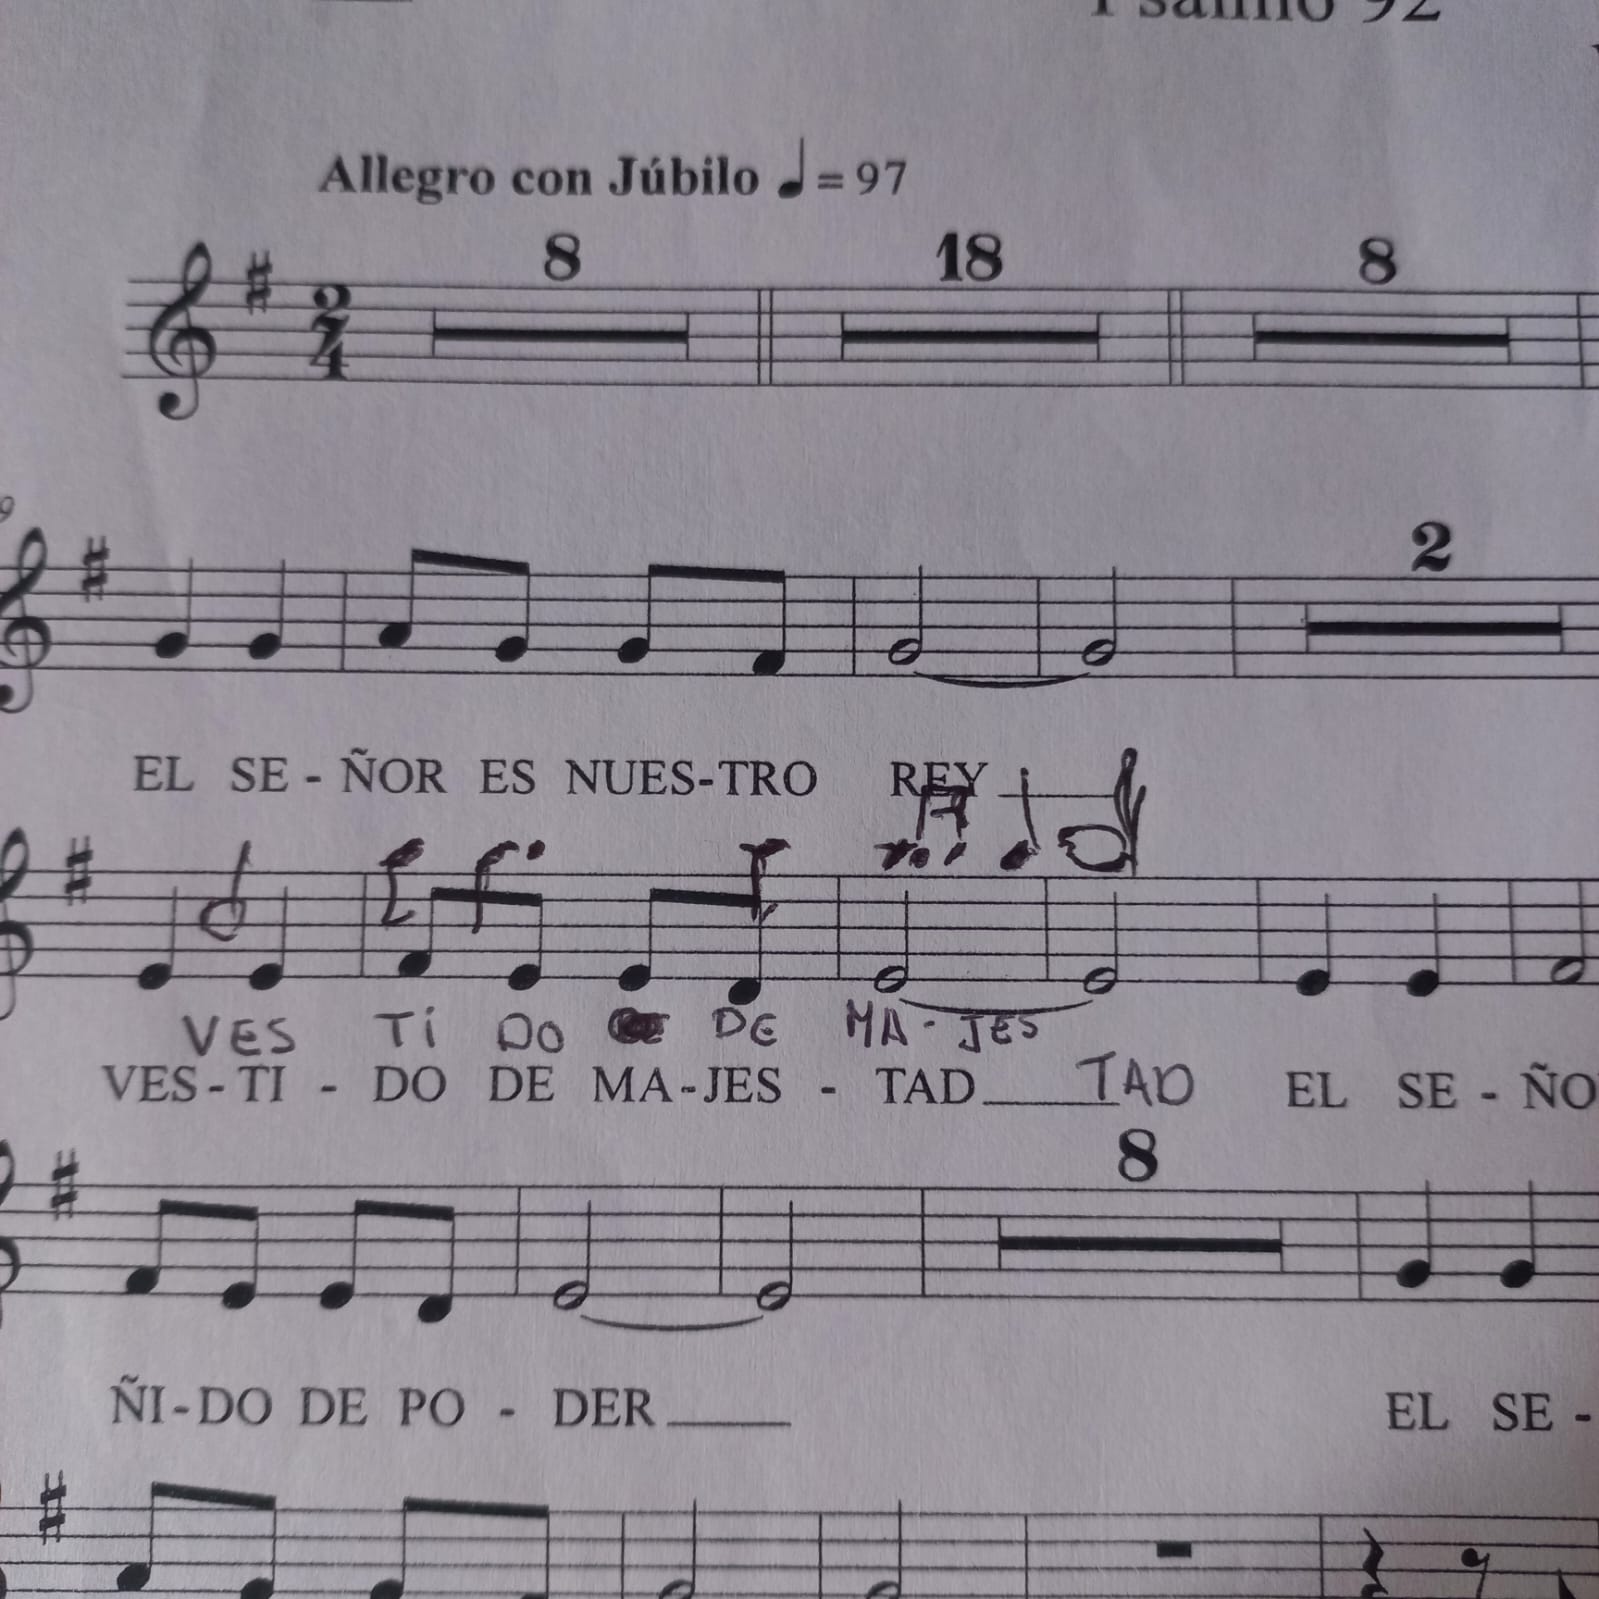 Psalmo 92
Allegro con Júbilo ♩ = 97
8 18 8
2
4
9
2
EL SE - ÑOR ES NUES-TRO REY
VES TI DO DE MA - JES
VES - TI - DO DE MA-JES - TAD TAD EL SE - ÑO
8
ÑI-DO DE PO - DER EL SE -